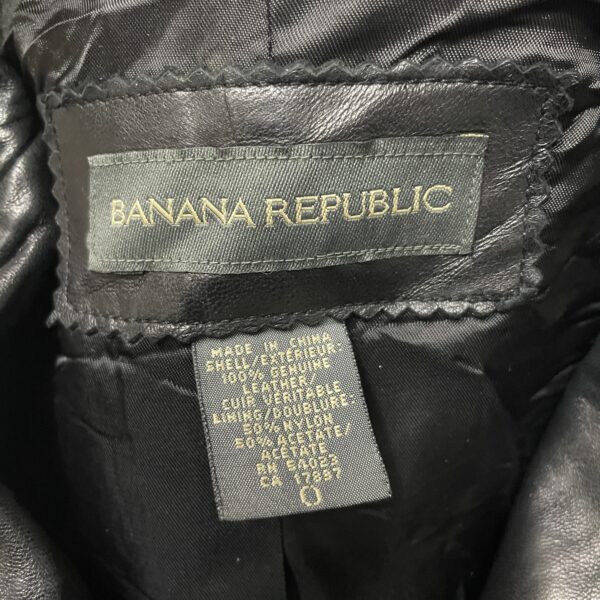 BANANA REPUBLIC
MADE IN CHINA
SHELL/EXTÉRIEUR:
100% GENUINE
LEATHER/
CUIR VÉRITABLE
LINING/DOUBLURE:
50% NYLON
50% ACETATE/
ACÉTATE
RN 54023
CA 17897
0